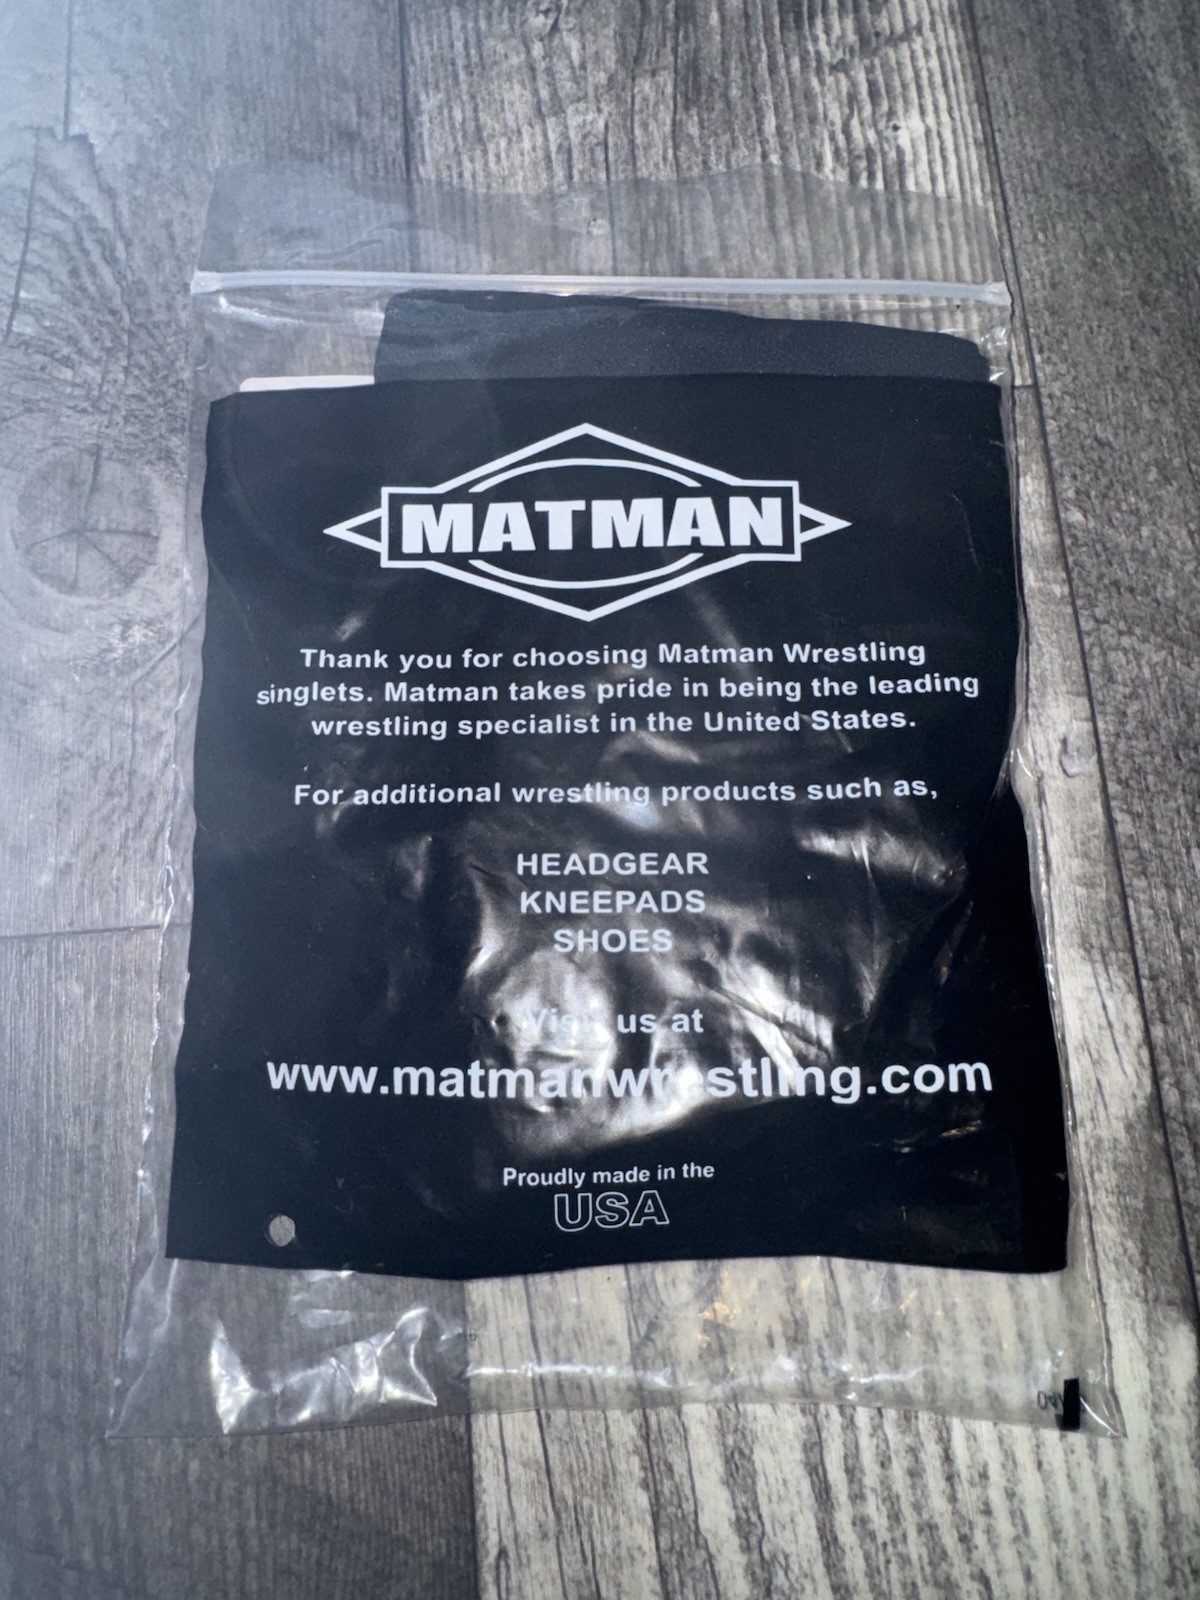 MATMAN
Thank you for choosing Matman Wrestling
singlets. Matman takes pride in being the leading
wrestling specialist in the United States.
For additional wrestling products such as,
HEADGEAR
KNEEPADS
SHOES
Visit us at
www.matmanwrestling.com
Proudly made in the
USA